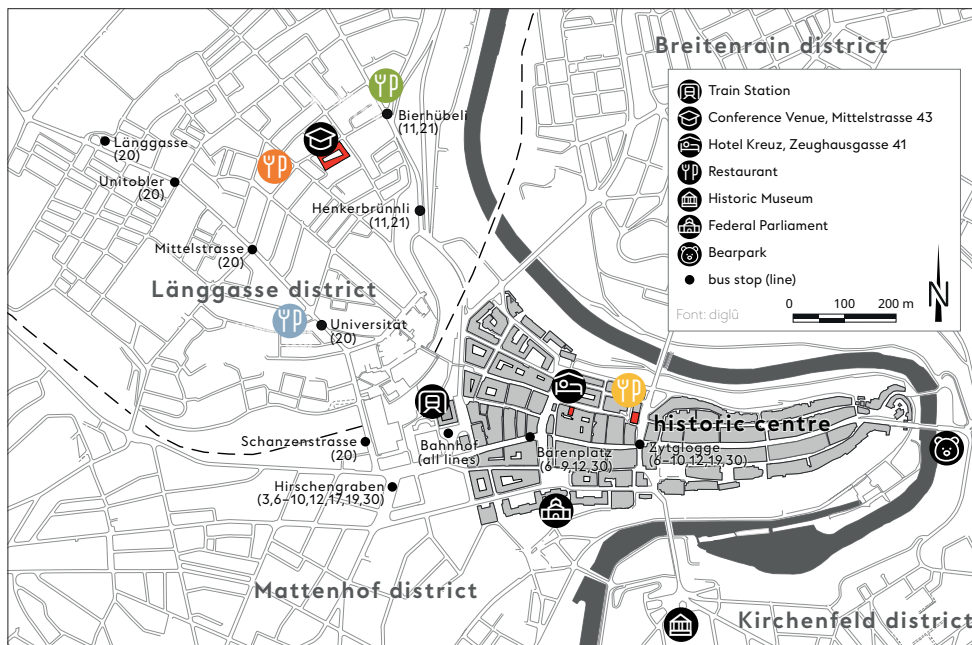 Breitenrain district
Train Station
Conference Venue, Mittelstrasse 43
Hotel Kreuz, Zeughausgasse 41
Restaurant
Historic Museum
Federal Parliament
Bearpark
bus stop (line)
0 100 200 m
N
Font: diglû
Bierhübeli
(11,21)
Länggasse
(20)
Unitobler
(20)
Henkerbrünnli
(11,21)
Mittelstrasse
(20)
Länggasse district
Universität
(20)
historic centre
Schanzenstrasse
(20)
Bahnhof
(all lines)
Bärenplatz
(6–9,12,30)
Zytglogge
(6–10,12,19,30)
Hirschengraben
(3,6–10,12,17,19,30)
Mattenhof district
Kirchenfeld district